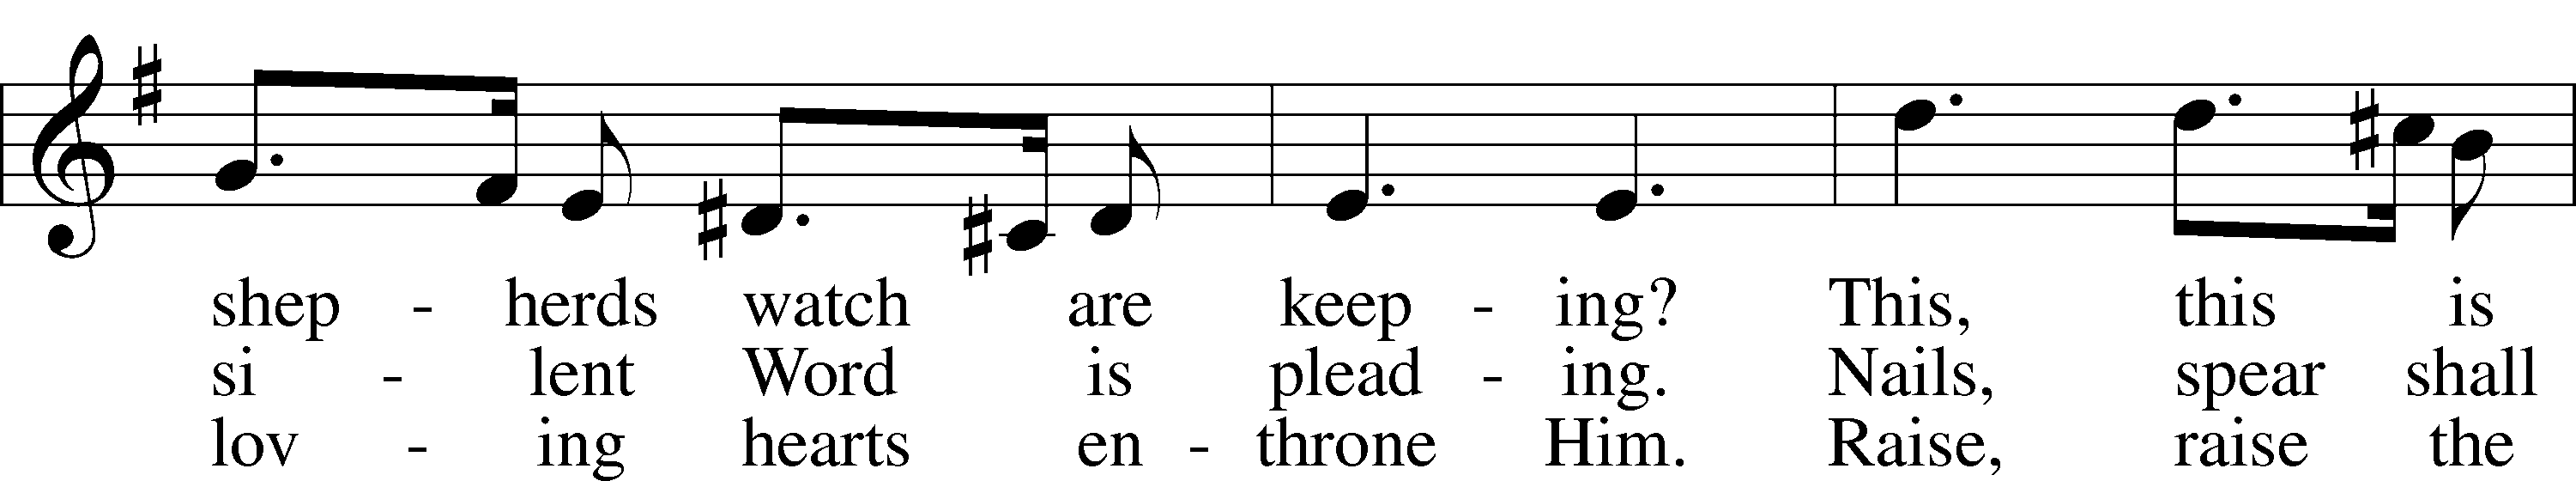 shep - herds watch are keep - ing? This, this is
si - lent Word is plead - ing. Nails, spear shall
lov - ing hearts en - throne Him. Raise, raise the